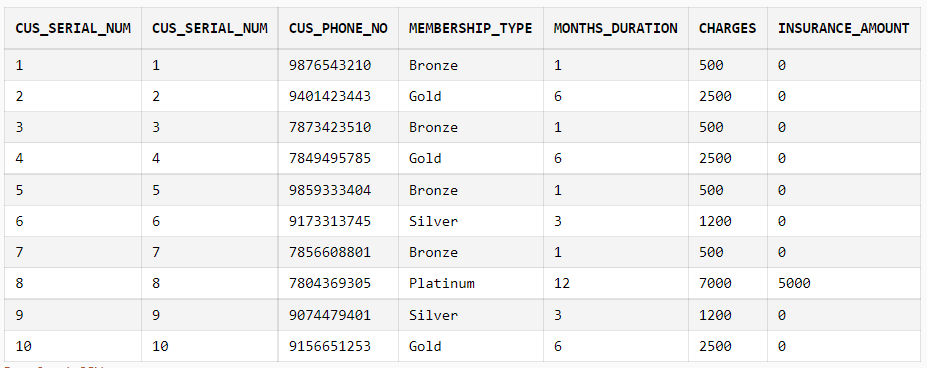 CUS_SERIAL_NUM CUS_SERIAL_NUM CUS_PHONE_NO MEMBERSHIP_TYPE MONTHS_DURATION CHARGES INSURANCE_AMOUNT
1 1 9876543210 Bronze 1 500 0
2 2 9401423443 Gold 6 2500 0
3 3 7873423510 Bronze 1 500 0
4 4 7849495785 Gold 6 2500 0
5 5 9859333404 Bronze 1 500 0
6 6 9173313745 Silver 3 1200 0
7 7 7856608801 Bronze 1 500 0
8 8 7804369305 Platinum 12 7000 5000
9 9 9074479401 Silver 3 1200 0
10 10 9156651253 Gold 6 2500 0